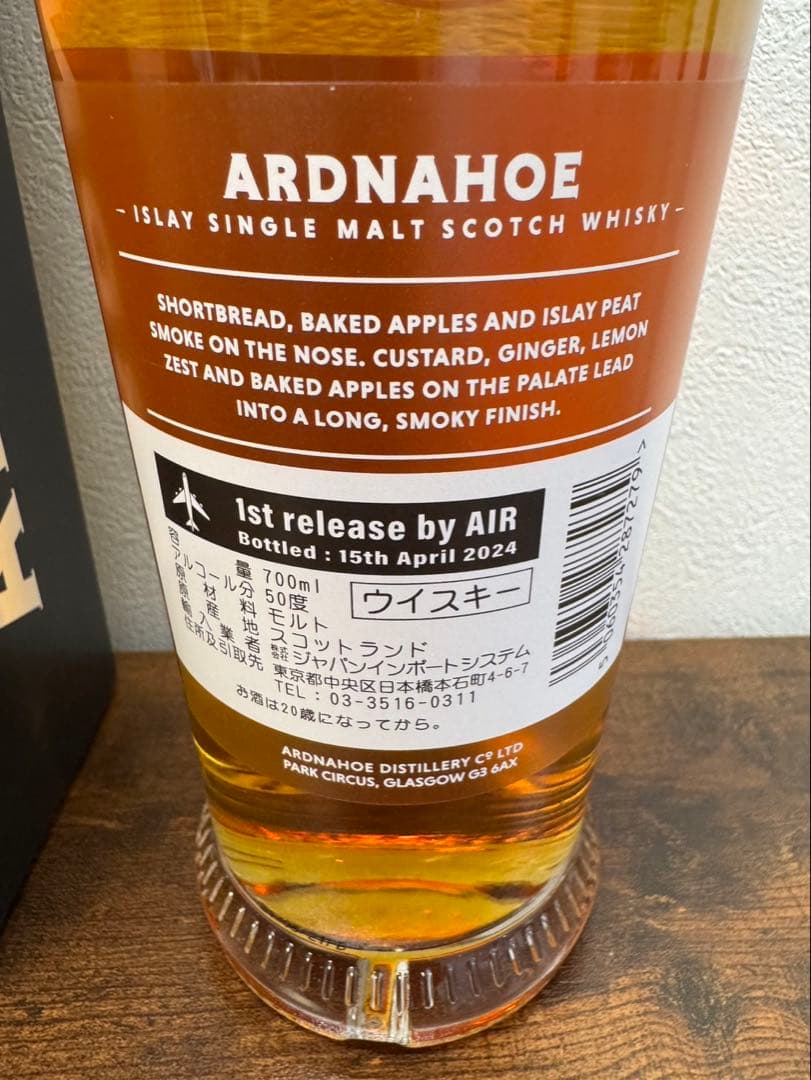 ARDNAHOE
- ISLAY SINGLE MALT SCOTCH WHISKY -
SHORTBREAD, BAKED APPLES AND ISLAY PEAT
SMOKE ON THE NOSE. CUSTARD, GINGER, LEMON
ZEST AND BAKED APPLES ON THE PALATE LEAD
INTO A LONG, SMOKY FINISH.
1st release by AIR
Bottled : 15th April 2024
容量 700ml
アルコール分 50度
ウイスキー
原材料 モルト
原産地 スコットランド
輸入業者 株式会社 ジャパンインポートシステム
住所及引取先 東京都中央区日本橋本石町4-6-7
TEL : 03-3516-0311
お酒は20歳になってから。
5 060354 287279 >
ARDNAHOE DISTILLERY Cº LTD
PARK CIRCUS, GLASGOW G3 6AX